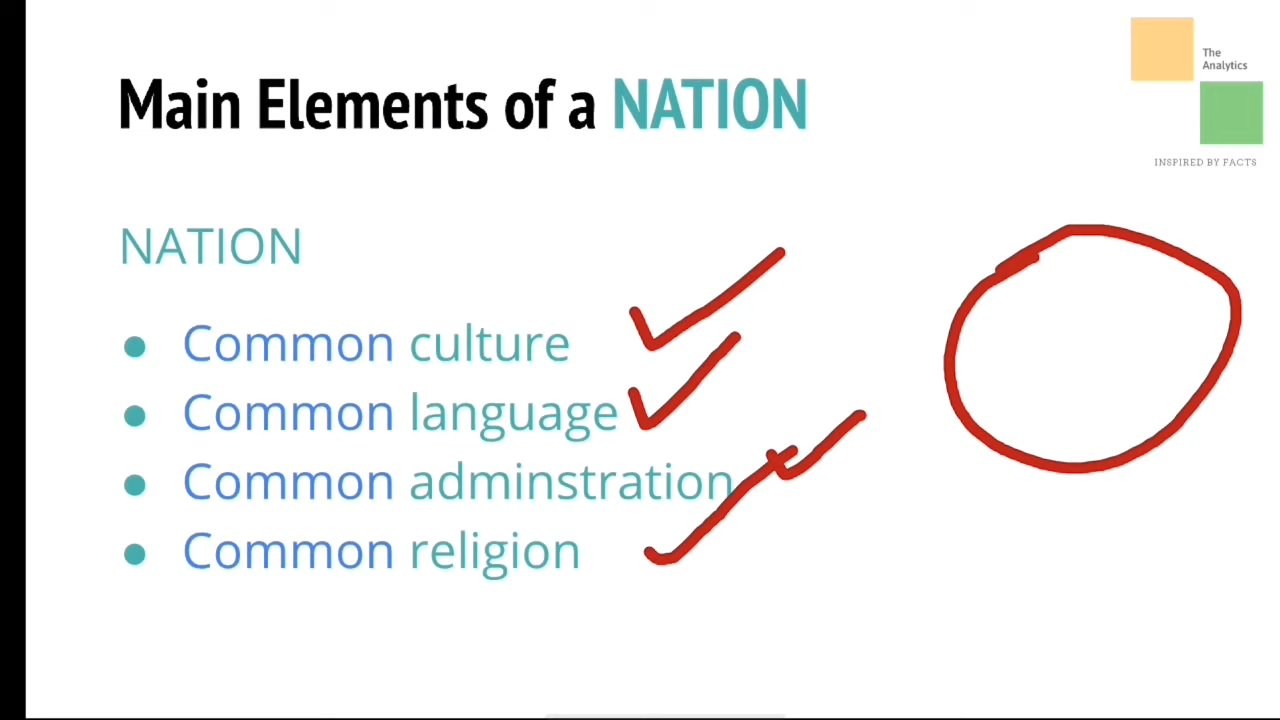 Main Elements of a NATION
The
Analytics
INSPIRED BY FACTS
NATION
● Common culture
● Common language
● Common adminstration
● Common religion